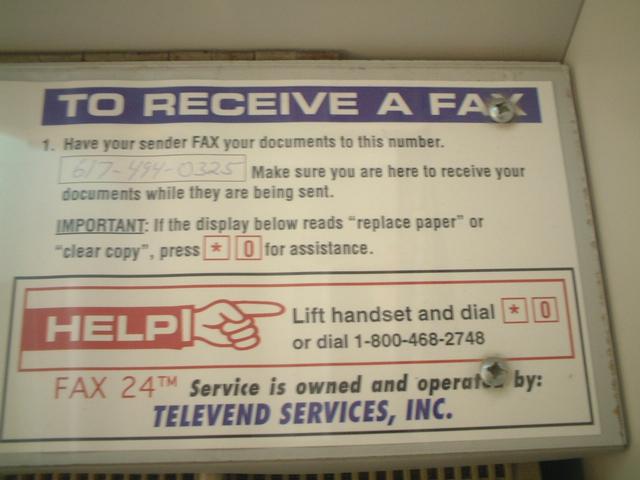 TO RECEIVE A FAX
1. Have your sender FAX your documents to this number.
617-494-0325 Make sure you are here to receive your
documents while they are being sent.
IMPORTANT: If the display below reads "replace paper" or
"clear copy", press * 0 for assistance.
HELP! Lift handset and dial * 0
or dial 1-800-468-2748
FAX 24™ Service is owned and operated by:
TELEVEND SERVICES, INC.